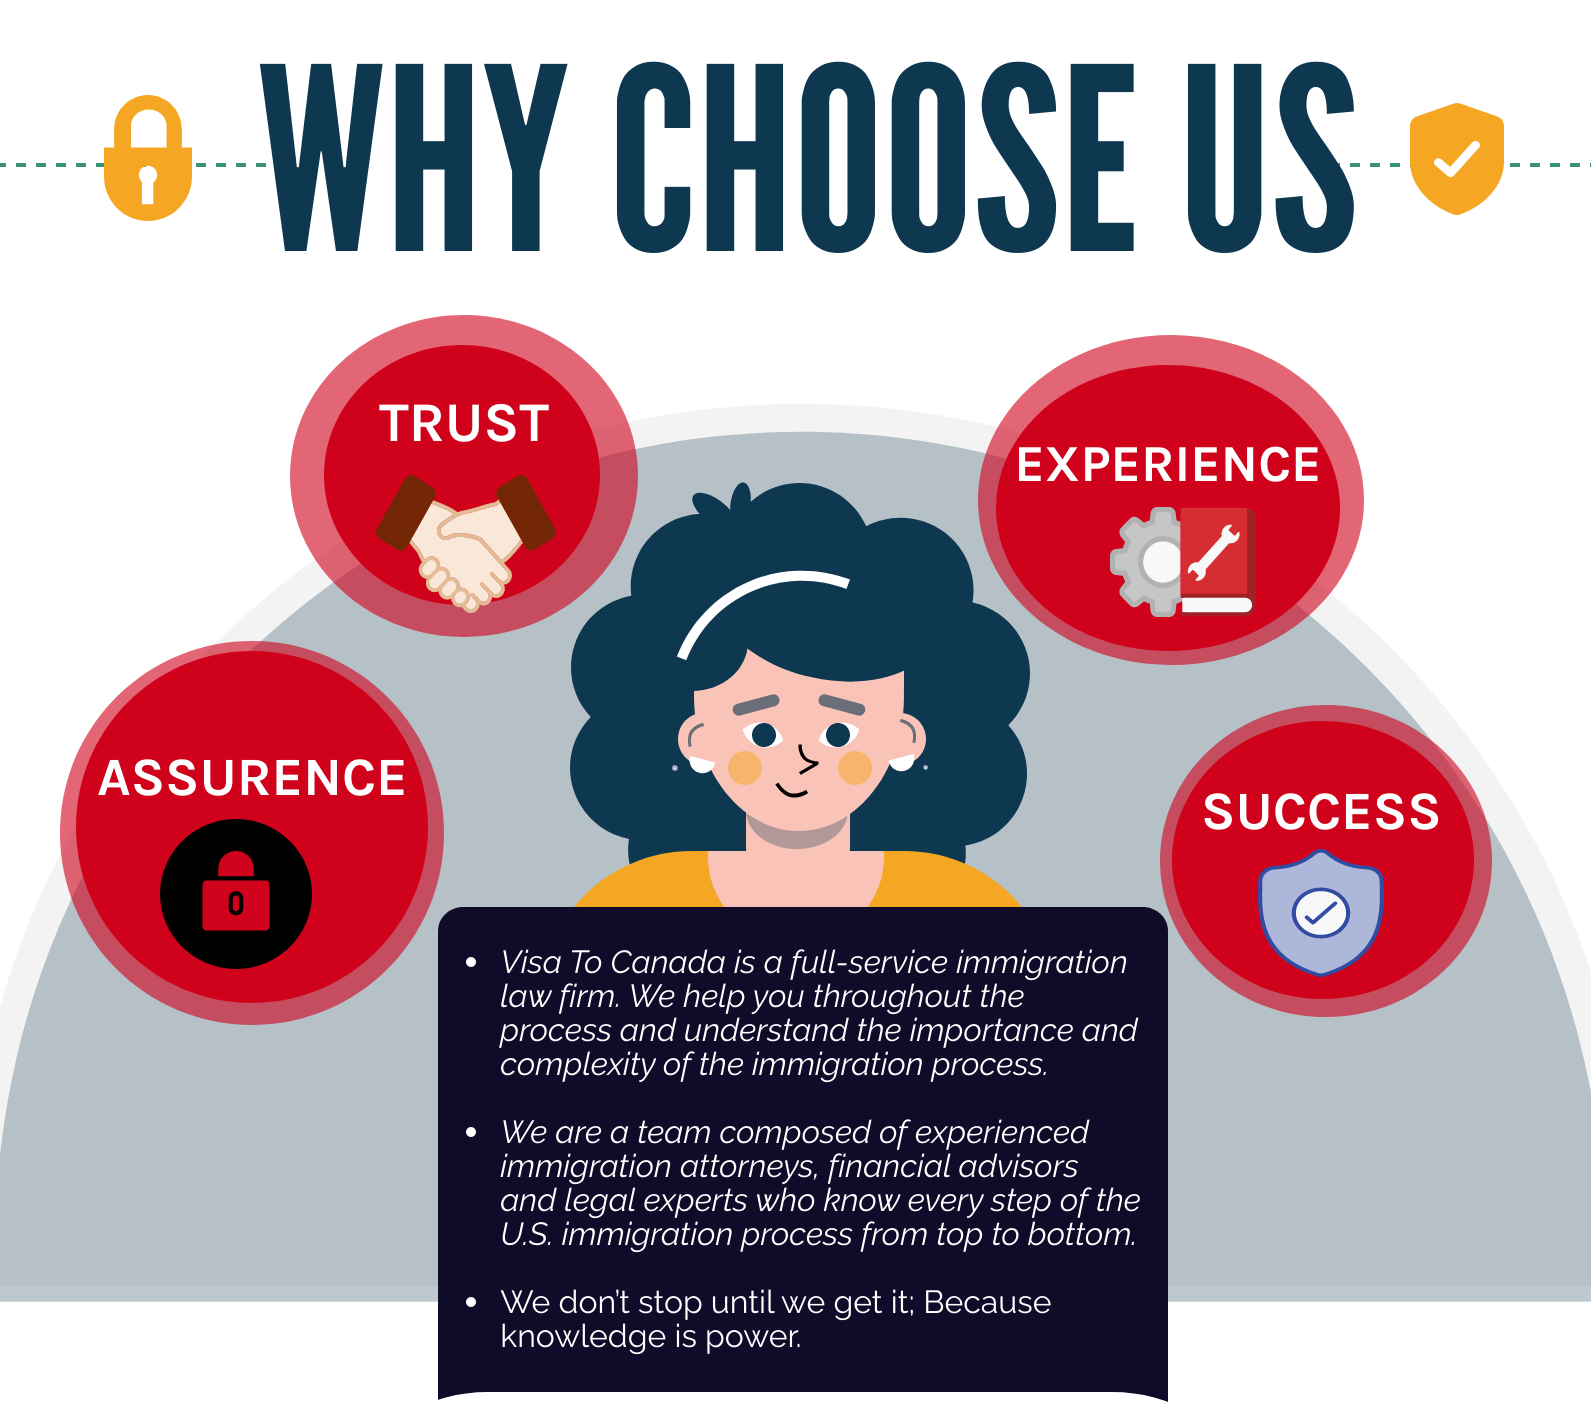 WHY CHOOSE US
TRUST
EXPERIENCE
ASSURENCE
0
SUCCESS
• Visa To Canada is a full-service immigration
law firm. We help you throughout the
process and understand the importance and
complexity of the immigration process.
• We are a team composed of experienced
immigration attorneys, financial advisors
and legal experts who know every step of the
U.S. immigration process from top to bottom.
• We don’t stop until we get it; Because
knowledge is power.